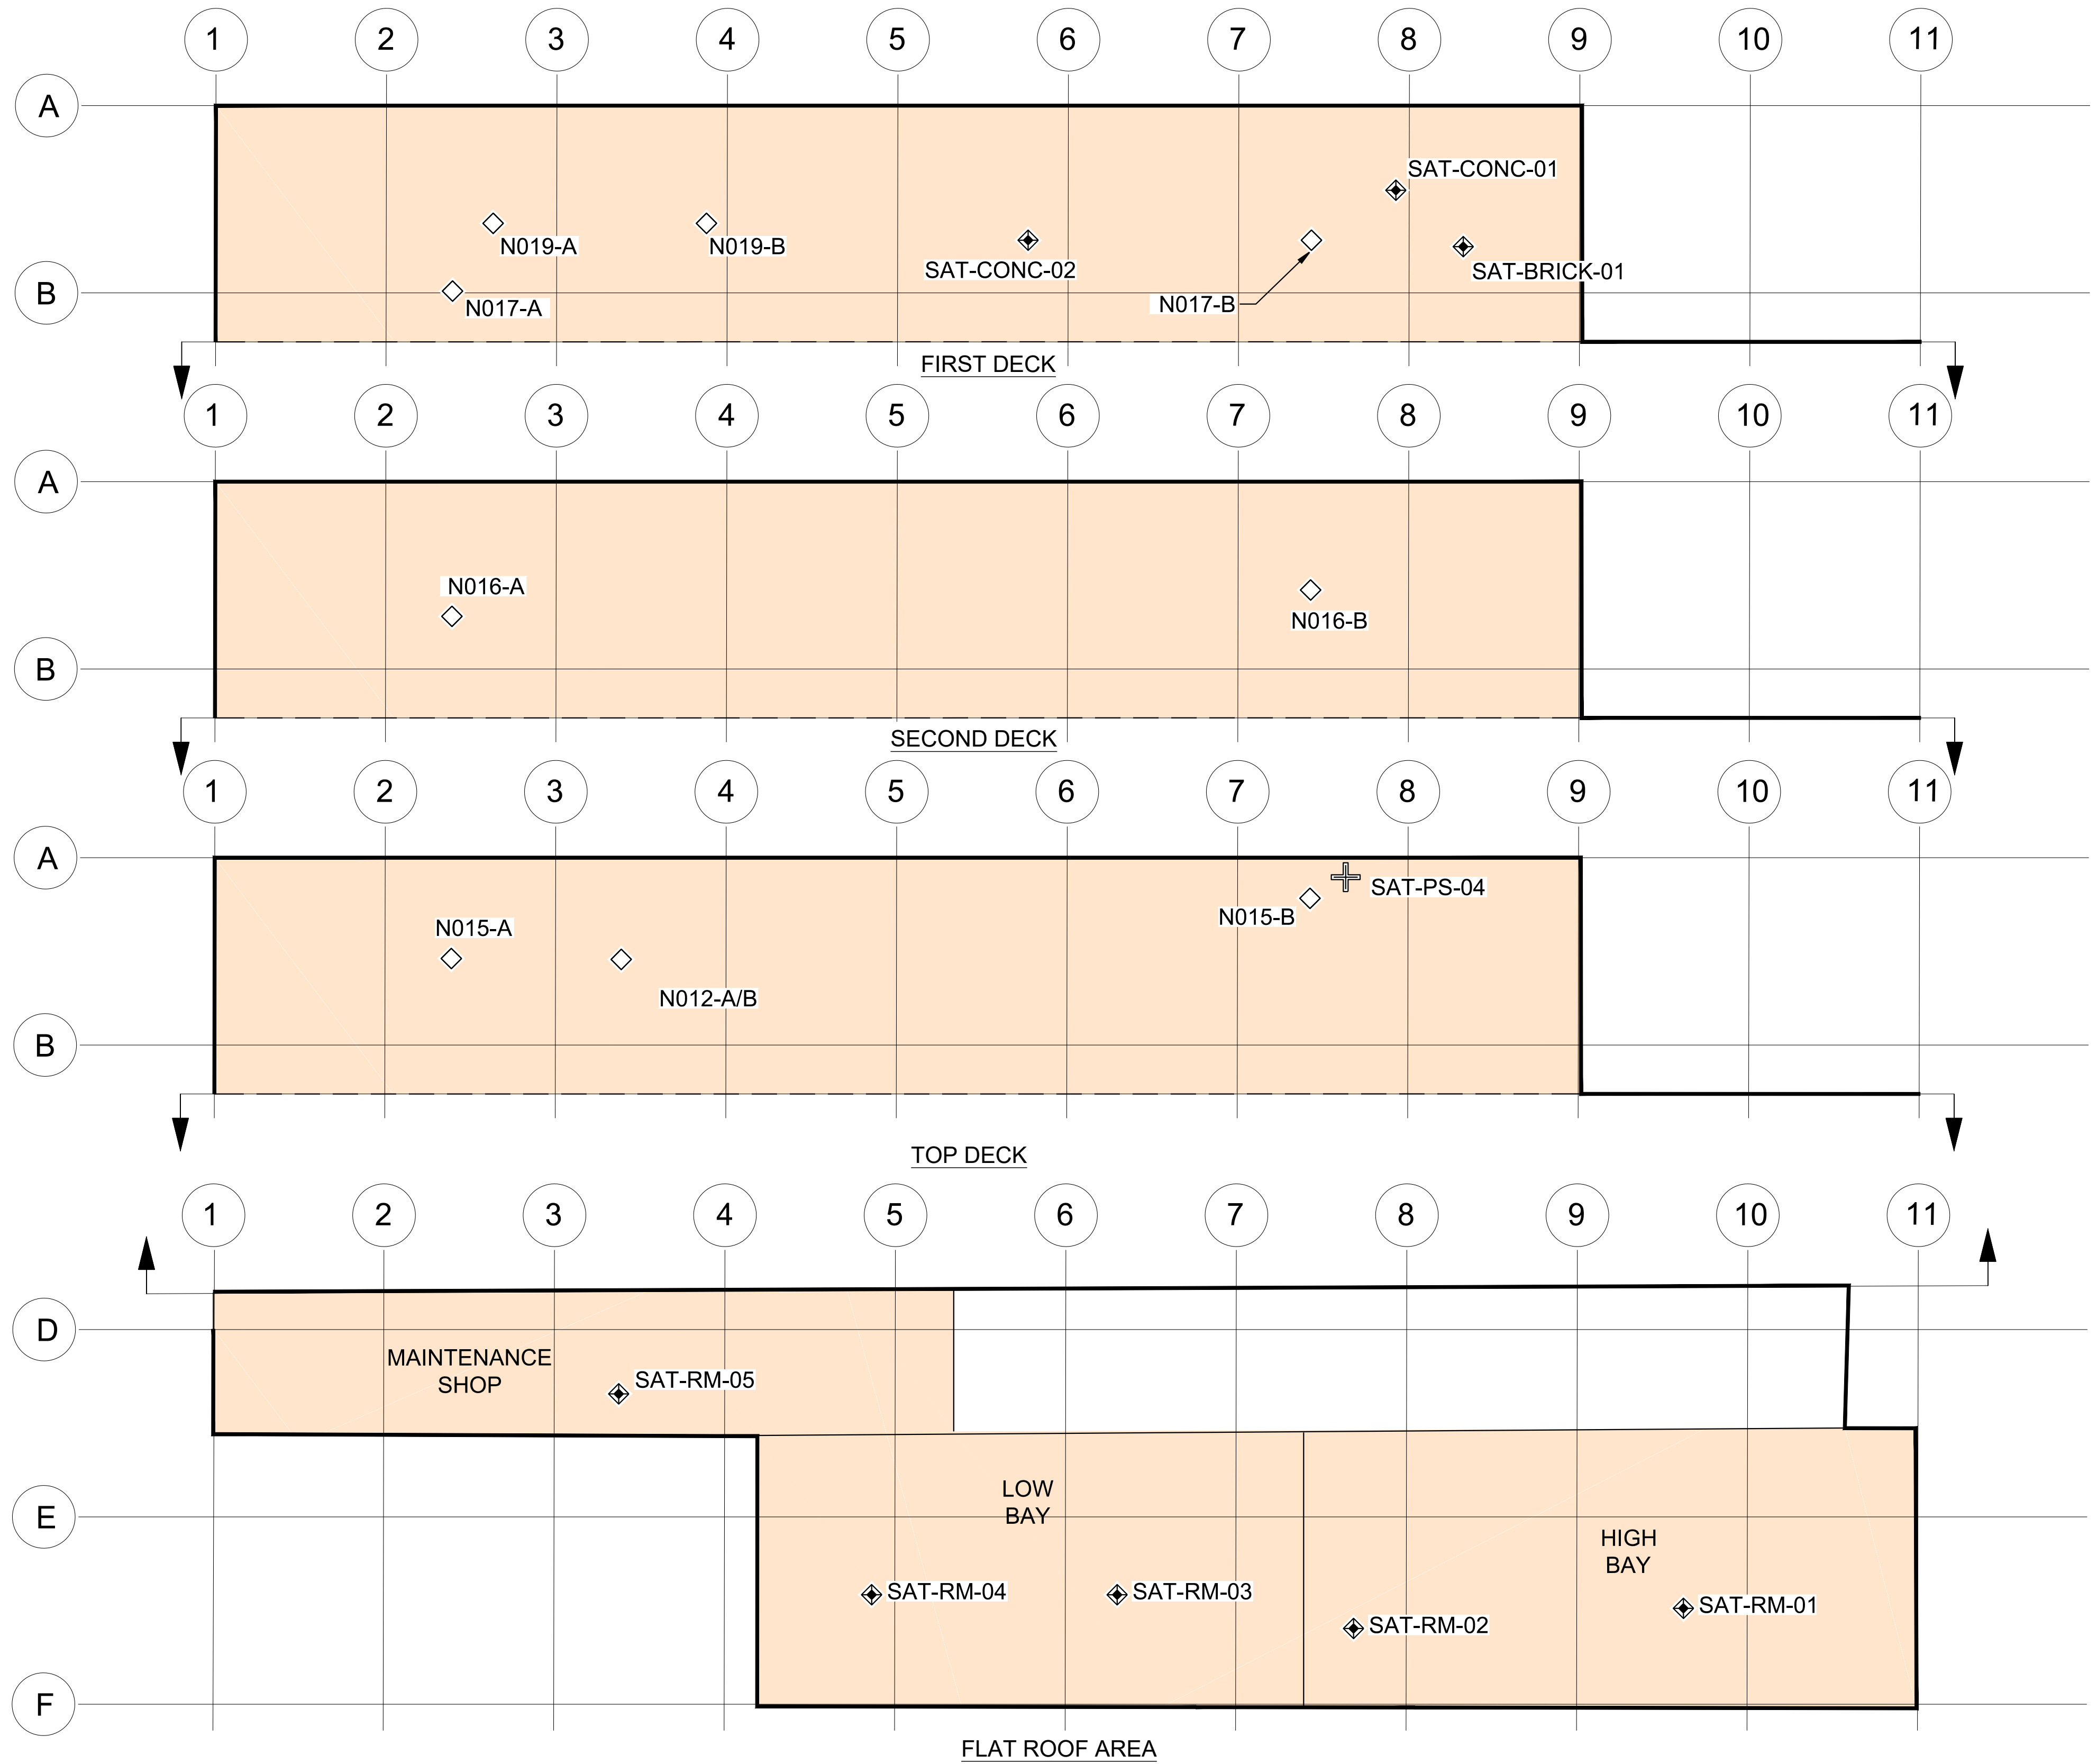 1 2 3 4 5 6 7 8 9 10 11
A
SAT-CONC-01
N019-A N019-B SAT-CONC-02 SAT-BRICK-01
B
N017-A N017-B
FIRST DECK
1 2 3 4 5 6 7 8 9 10 11
A
N016-A
N016-B
B
SECOND DECK
1 2 3 4 5 6 7 8 9 10 11
A
SAT-PS-04
N015-A N015-B
N012-A/B
B
TOP DECK
1 2 3 4 5 6 7 8 9 10 11
D
MAINTENANCE
SHOP
SAT-RM-05
LOW
BAY
E
HIGH
BAY
SAT-RM-04 SAT-RM-03 SAT-RM-01
SAT-RM-02
F
FLAT ROOF AREA